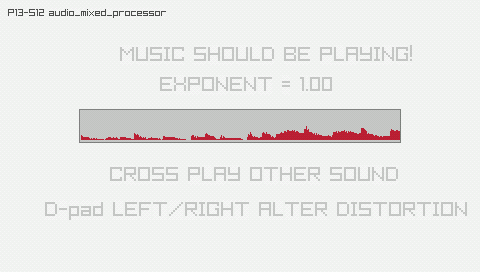 P13-S12 audio_mixed_processor
MUSIC SHOULD BE PLAYING!
EXPONENT = 1.00
CROSS PLAY OTHER SOUND
D-pad LEFT/RIGHT ALTER DISTORTION